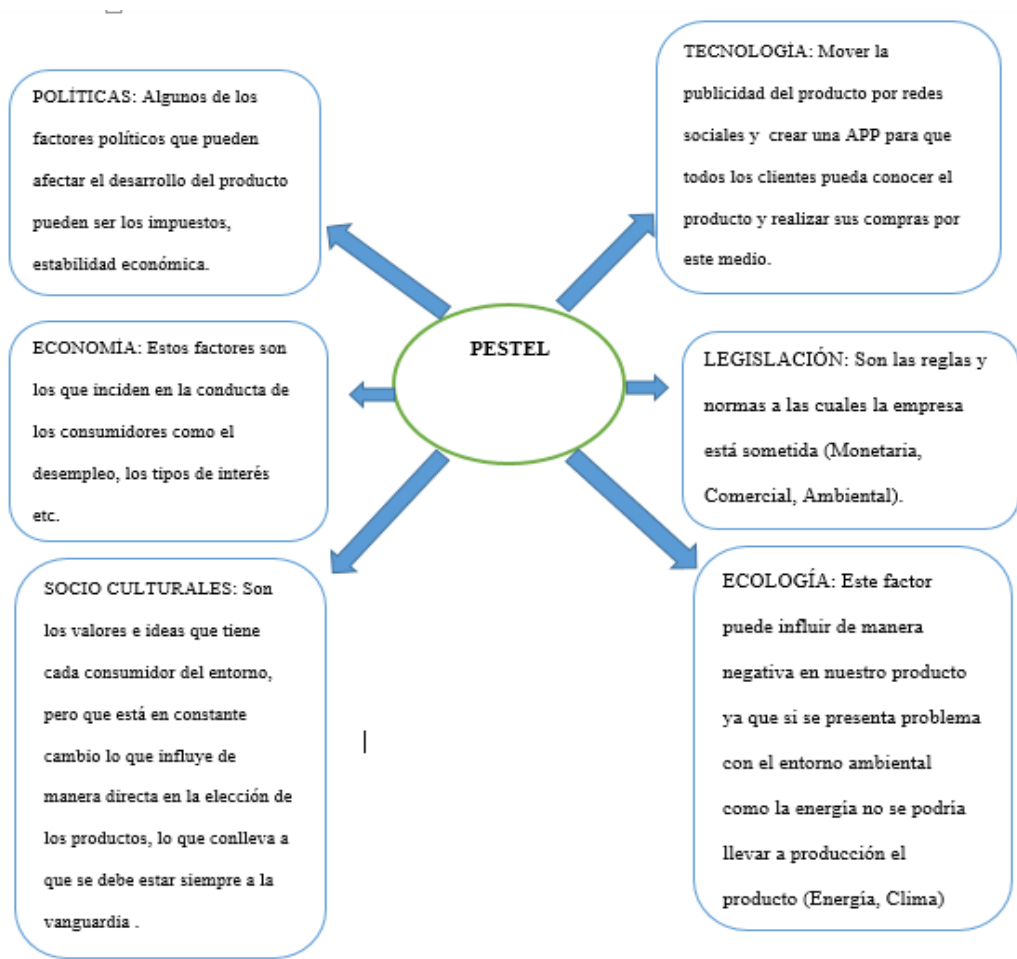 POLÍTICAS: Algunos de los
factores políticos que pueden
afectar el desarrollo del producto
pueden ser los impuestos,
estabilidad económica.
ECONOMÍA: Estos factores son
los que inciden en la conducta de
los consumidores como el
desempleo, los tipos de interés
etc.
SOCIO CULTURALES: Son
los valores e ideas que tiene
cada consumidor del entorno,
pero que está en constante
cambio lo que influye de
manera directa en la elección de
los productos, lo que conlleva a
que se debe estar siempre a la
vanguardia .
PESTEL
TECNOLOGÍA: Mover la
publicidad del producto por redes
sociales y crear una APP para que
todos los clientes pueda conocer el
producto y realizar sus compras por
este medio.
LEGISLACIÓN: Son las reglas y
normas a las cuales la empresa
está sometida (Monetaria,
Comercial, Ambiental).
ECOLOGÍA: Este factor
puede influir de manera
negativa en nuestro producto
ya que si se presenta problema
con el entorno ambiental
como la energía no se podría
llevar a producción el
producto (Energía, Clima)